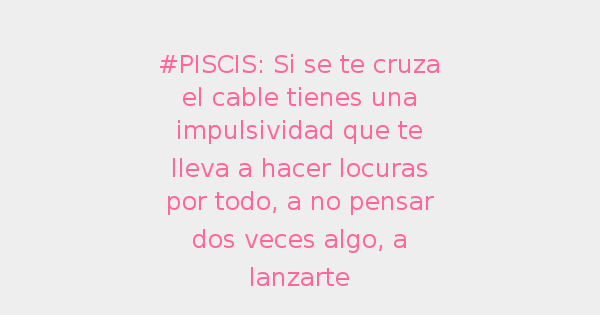 #PISCIS: Si se te cruza
el cable tienes una
impulsividad que te
lleva a hacer locuras
por todo, a no pensar
dos veces algo, a
lanzarte